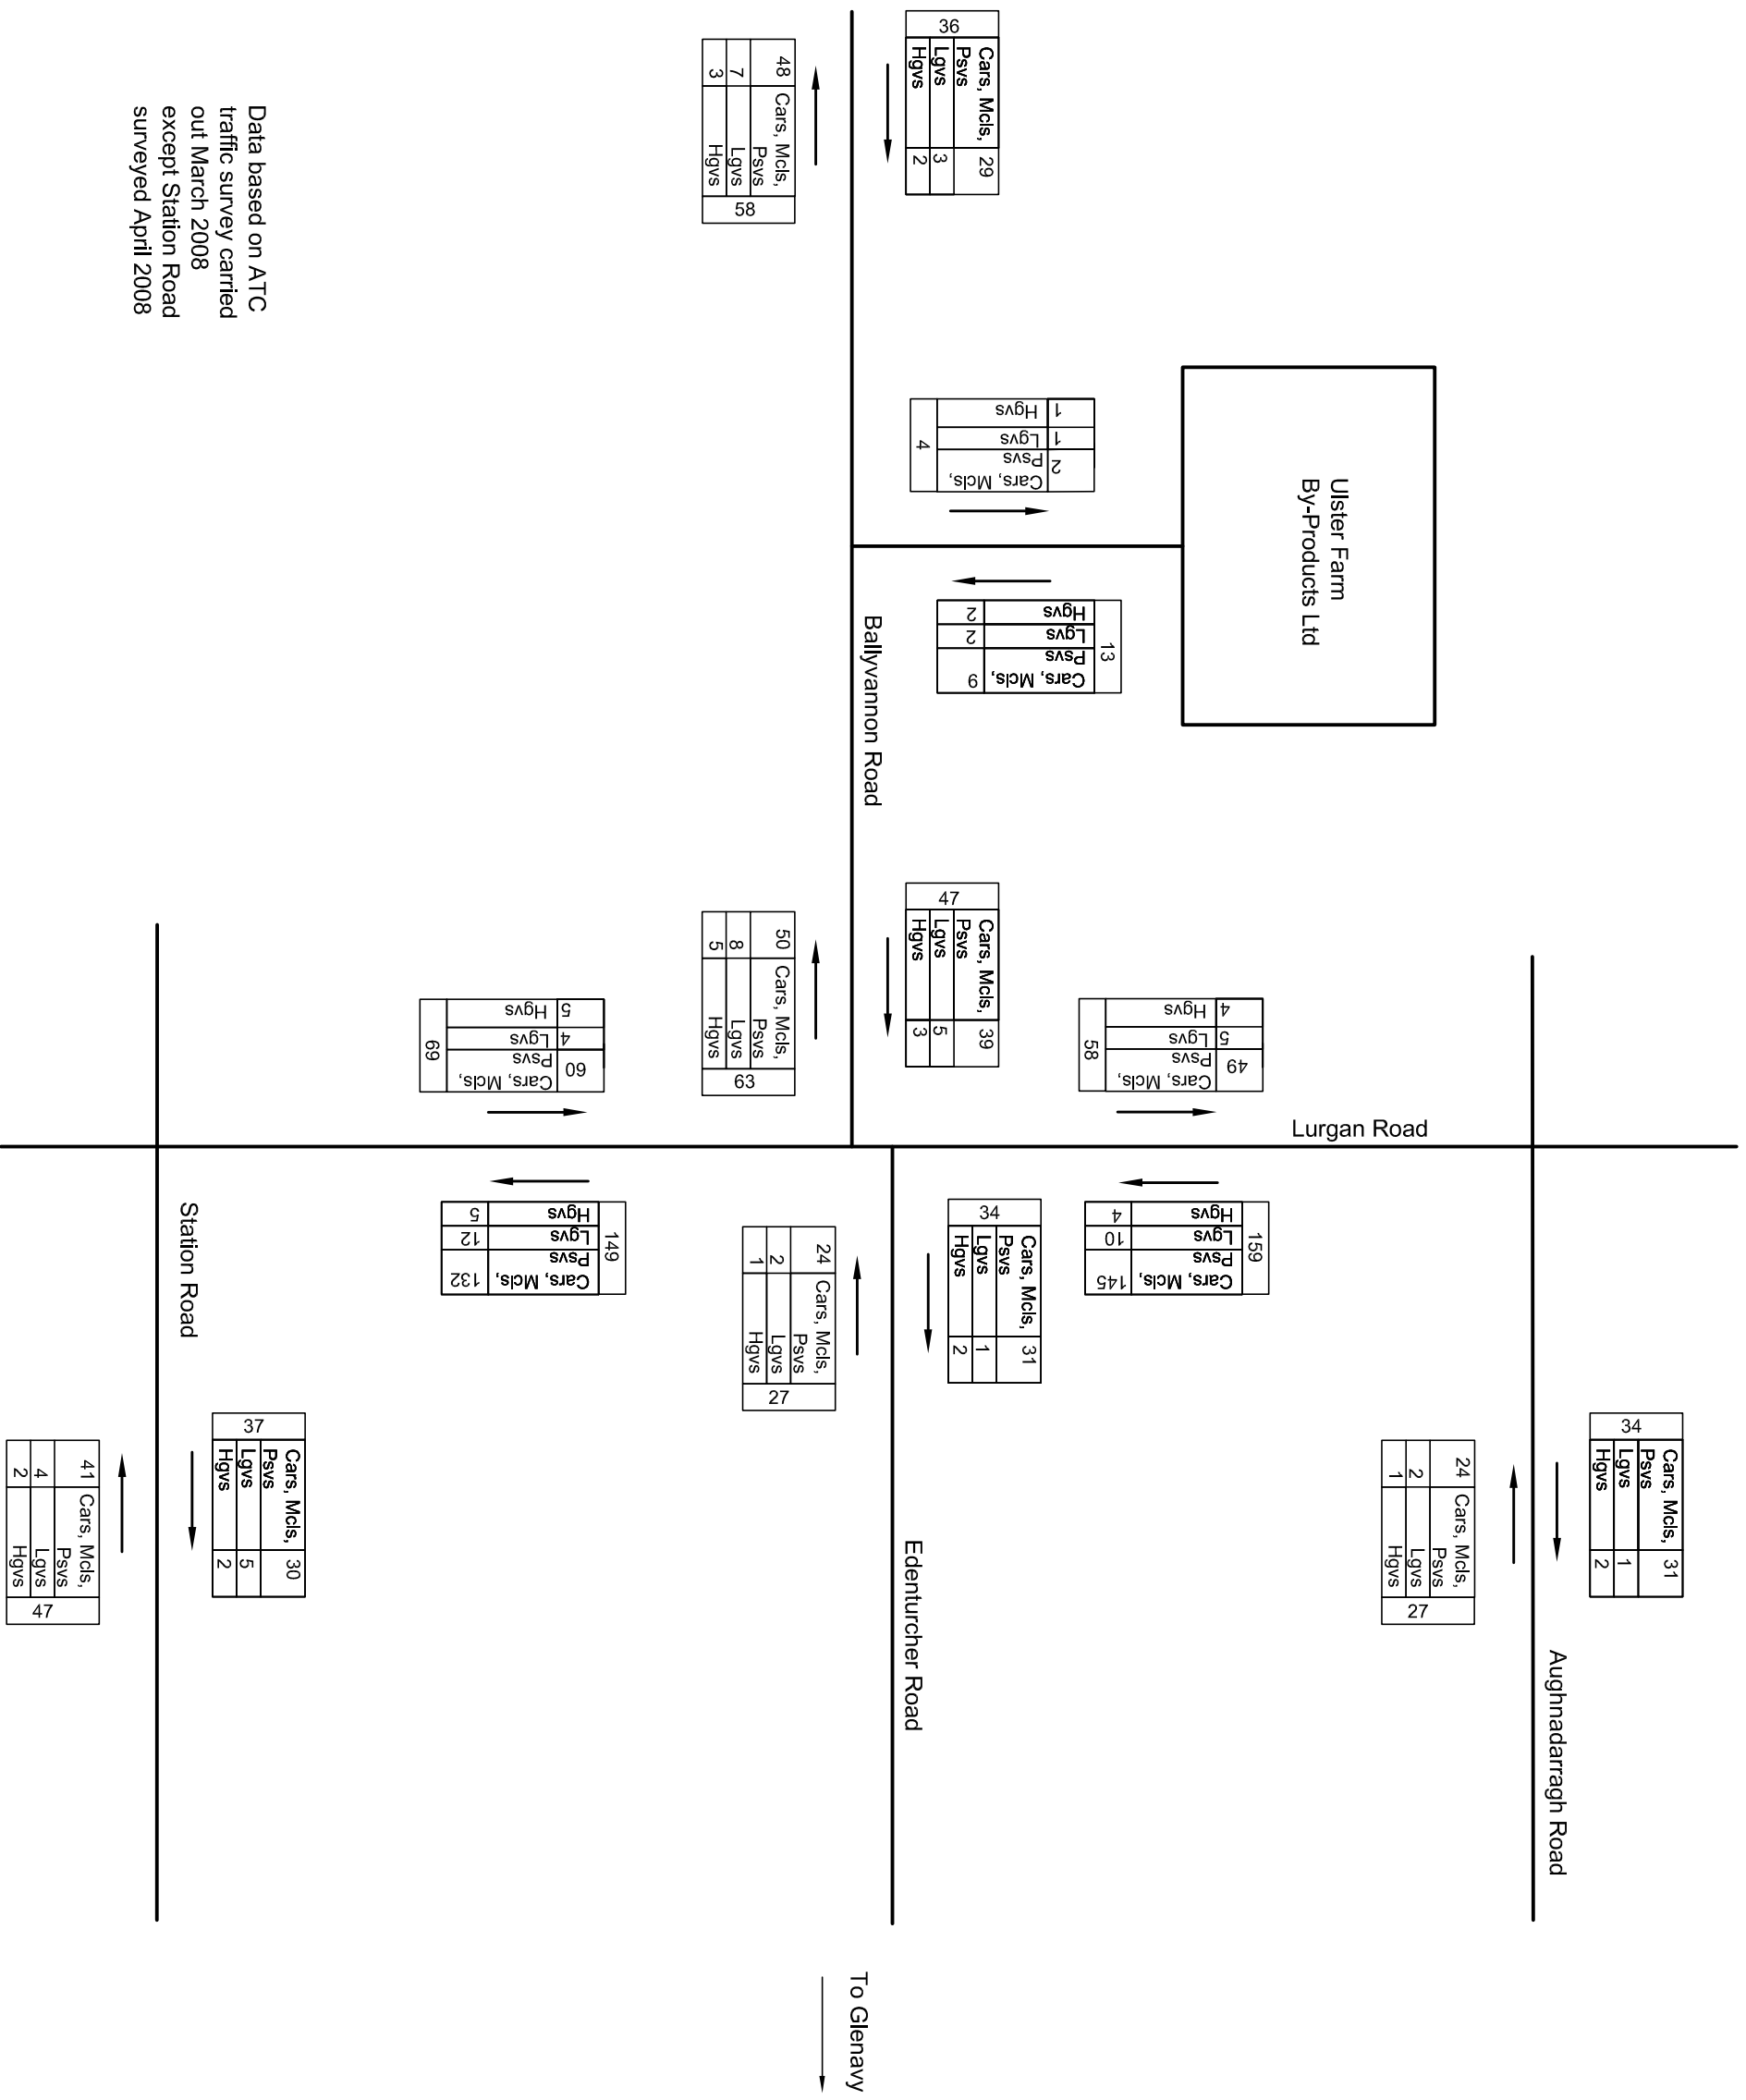 36
Cars, Mcls,
Psvs
29
Lgvs 3
Hgvs 2
48 Cars, Mcls,
Psvs
7 Lgvs
3 Hgvs
58
Ulster Farm
By-Products Ltd
4
2 Cars, Mcls,
Psvs
1 Lgvs
1 Hgvs
13
Cars, Mcls,
Psvs
9
Lgvs 2
Hgvs 2
Ballyvannon Road
47
Cars, Mcls,
Psvs
39
Lgvs 5
Hgvs 3
50 Cars, Mcls,
Psvs
8 Lgvs
5 Hgvs
63
58
49 Cars, Mcls,
Psvs
5 Lgvs
4 Hgvs
69
60 Cars, Mcls,
Psvs
4 Lgvs
5 Hgvs
Lurgan Road
159
Cars, Mcls,
Psvs
145
Lgvs 10
Hgvs 4
149
Cars, Mcls,
Psvs
132
Lgvs 12
Hgvs 5
34
Cars, Mcls,
Psvs
31
Lgvs 1
Hgvs 2
24 Cars, Mcls,
Psvs
2 Lgvs
1 Hgvs
27
Edenturcher Road
34
Cars, Mcls,
Psvs
31
Lgvs 1
Hgvs 2
24 Cars, Mcls,
Psvs
2 Lgvs
1 Hgvs
27
Aughnadarragh Road
Station Road
37
Cars, Mcls,
Psvs
30
Lgvs 5
Hgvs 2
41 Cars, Mcls,
Psvs
4 Lgvs
2 Hgvs
47
To Glenavy
Data based on ATC
traffic survey carried
out March 2008
except Station Road
surveyed April 2008